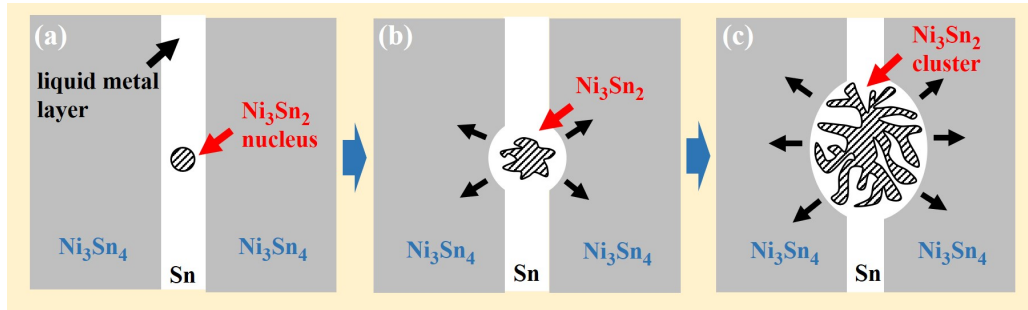 (a)
liquid metal
layer
Ni₃Sn₂
nucleus
Ni₃Sn₄
Sn
Ni₃Sn₄
(b)
Ni₃Sn₂
Ni₃Sn₄
Sn
Ni₃Sn₄
(c)
Ni₃Sn₂
cluster
Ni₃Sn₄
Sn
Ni₃Sn₄